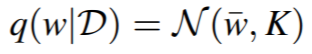 q(w|𝒟) = 𝒩(w̄, K)